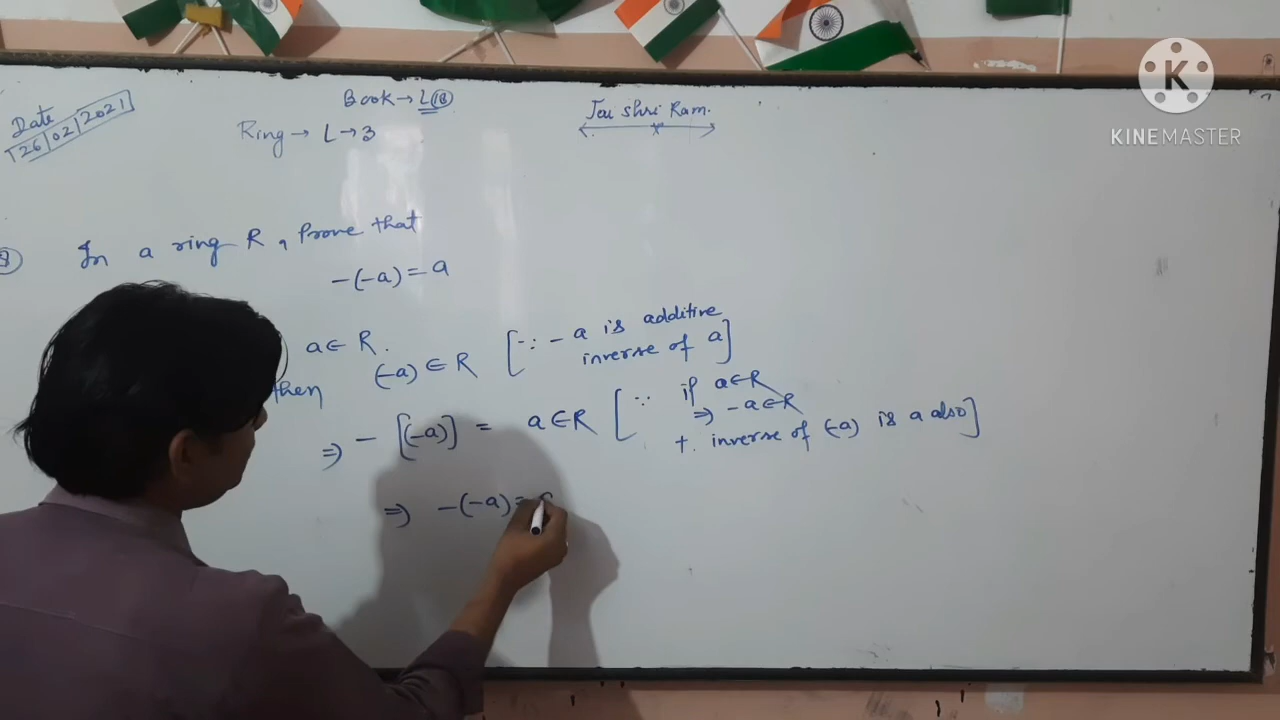 Date
26/02/2021
Book → L(18)
Ring → L → 3
Jai Shri Ram.
K
KINEMASTER
In a ring R, Prove that
-(-a) = a
a ∈ R.
then (-a) ∈ R [∵ -a is additive
inverse of a]
⇒ - [(-a)] = a ∈ R [∵ if a ∈ R
⇒ -a ∈ R
+. inverse of (-a) is a also]
⇒ -(-a) =